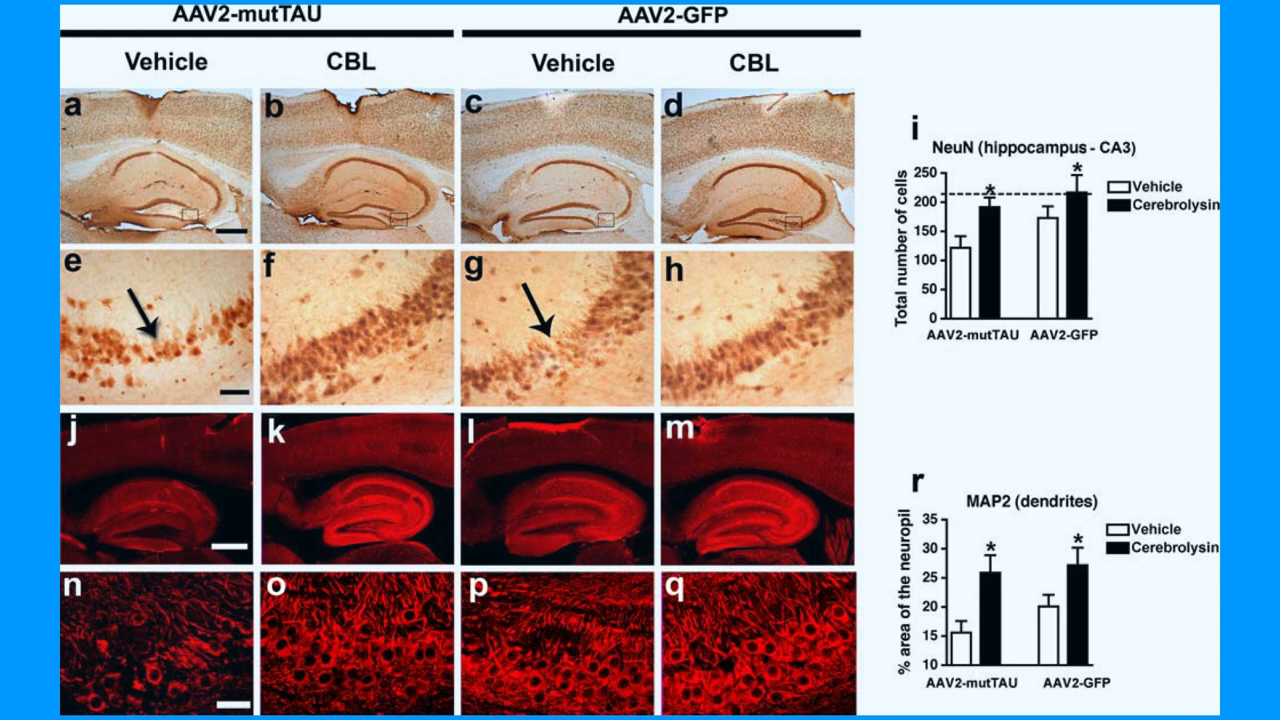 AAV2-mutTAU
AAV2-GFP
Vehicle
CBL
Vehicle
CBL
a
b
c
d
e
f
g
h
j
k
l
m
n
o
p
q
i
NeuN (hippocampus - CA3)
Total number of cells
250
200
150
100
50
0
*
*
Vehicle
Cerebrolysin
AAV2-mutTAU
AAV2-GFP
r
MAP2 (dendrites)
% area of the neuropil
35
30
25
20
15
10
*
*
Vehicle
Cerebrolysin
AAV2-mutTAU
AAV2-GFP